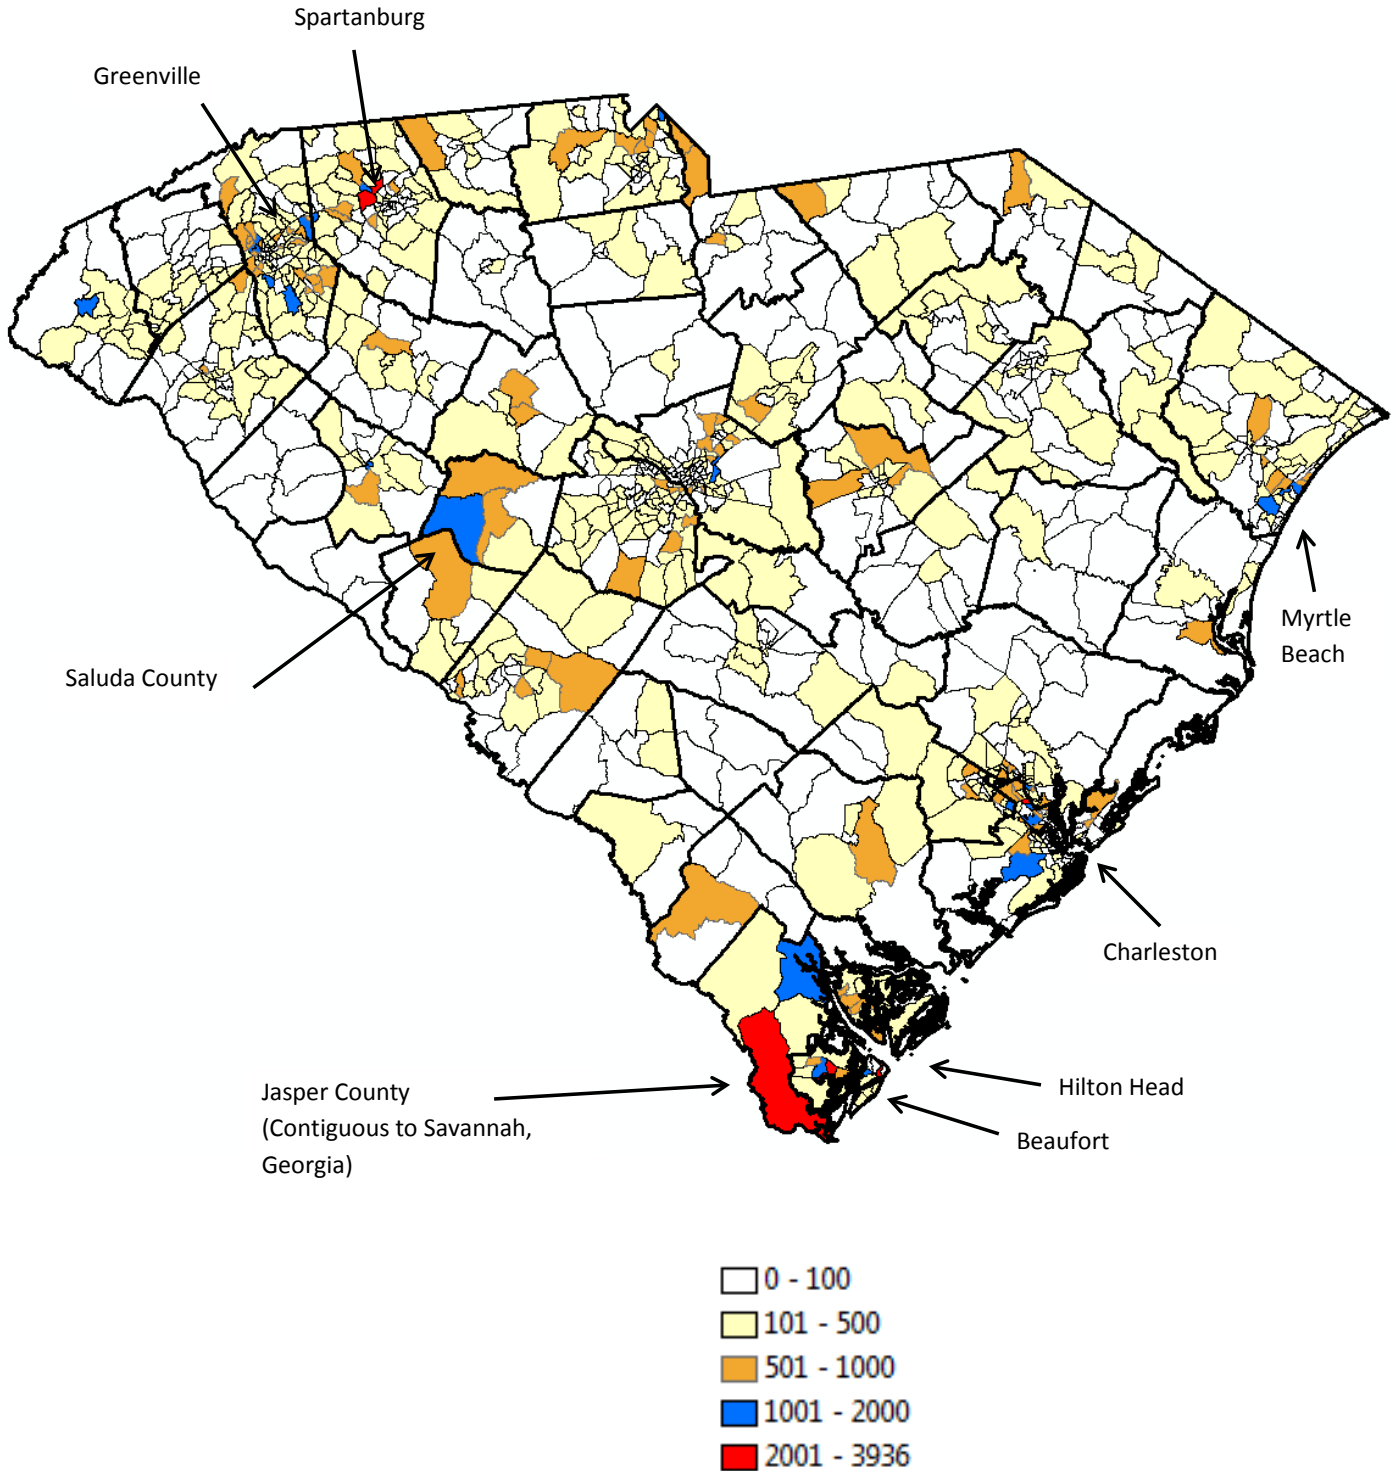 Spartanburg
Greenville
Saluda County
Myrtle
Beach
Charleston
Jasper County
(Contiguous to Savannah,
Georgia)
Hilton Head
Beaufort
0 - 100
101 - 500
501 - 1000
1001 - 2000
2001 - 3936